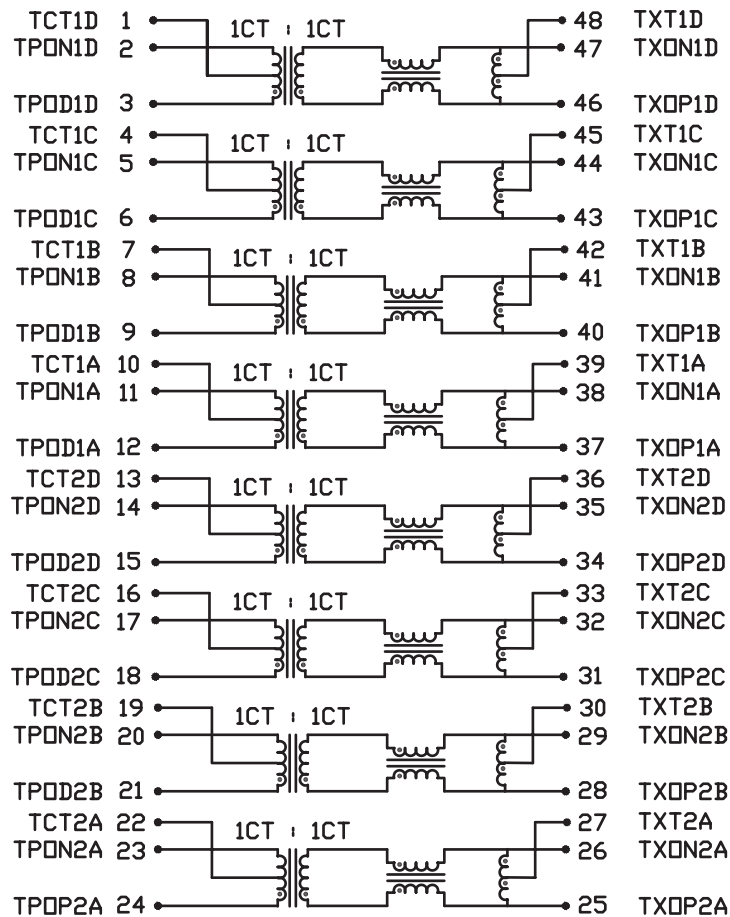 TCT1D 1 1CT : 1CT 48 TXT1D
TPON1D 2 47 TXON1D
TPOD1D 3 46 TXOP1D
TCT1C 4 1CT : 1CT 45 TXT1C
TPON1C 5 44 TXON1C
TPOD1C 6 43 TXOP1C
TCT1B 7 1CT : 1CT 42 TXT1B
TPON1B 8 41 TXON1B
TPOD1B 9 40 TXOP1B
TCT1A 10 1CT : 1CT 39 TXT1A
TPON1A 11 38 TXON1A
TPOD1A 12 37 TXOP1A
TCT2D 13 1CT : 1CT 36 TXT2D
TPON2D 14 35 TXON2D
TPOD2D 15 34 TXOP2D
TCT2C 16 1CT : 1CT 33 TXT2C
TPON2C 17 32 TXON2C
TPOD2C 18 31 TXOP2C
TCT2B 19 1CT : 1CT 30 TXT2B
TPON2B 20 29 TXON2B
TPOD2B 21 28 TXOP2B
TCT2A 22 1CT : 1CT 27 TXT2A
TPON2A 23 26 TXON2A
TPOP2A 24 25 TXOP2A